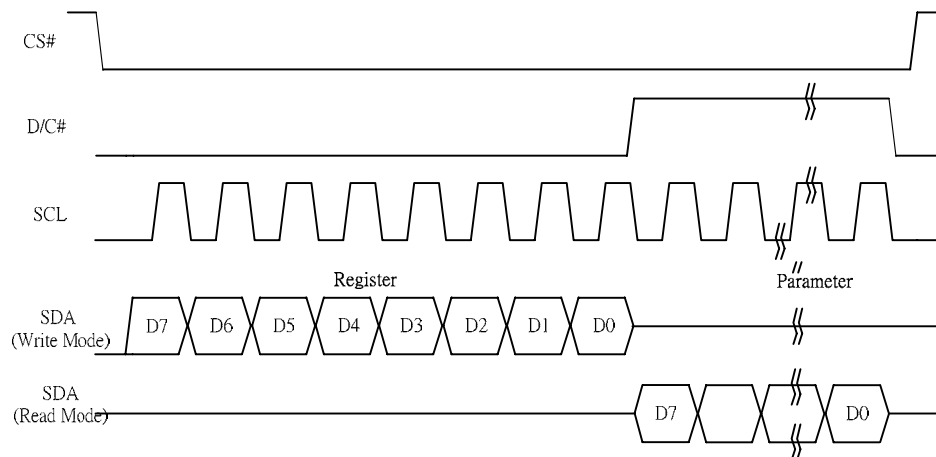 CS#
D/C#
SCL
Register
Parameter
SDA
(Write Mode)
D7 D6 D5 D4 D3 D2 D1 D0
SDA
(Read Mode)
D7 D0